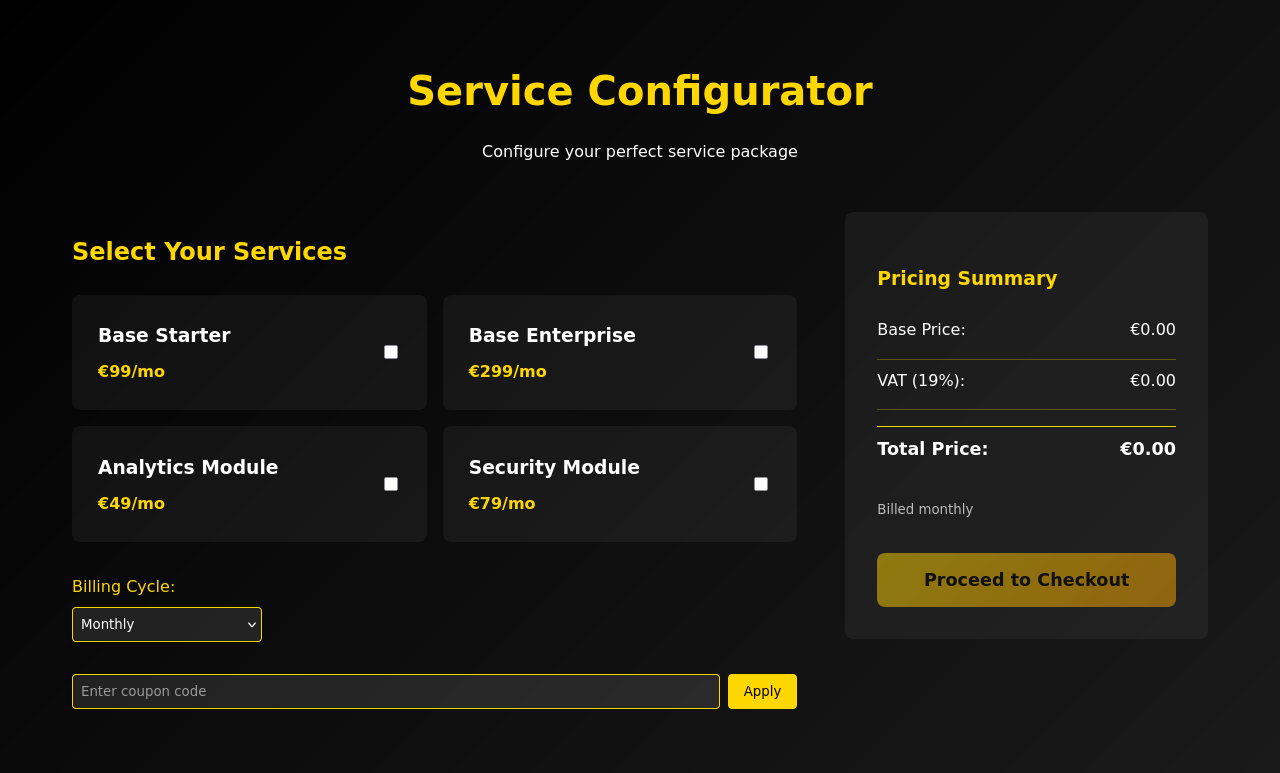 Service Configurator
Configure your perfect service package
Select Your Services
Base Starter
€99/mo
Base Enterprise
€299/mo
Analytics Module
€49/mo
Security Module
€79/mo
Billing Cycle:
Monthly
Enter coupon code
Apply
Pricing Summary
Base Price: €0.00
VAT (19%): €0.00
Total Price: €0.00
Billed monthly
Proceed to Checkout